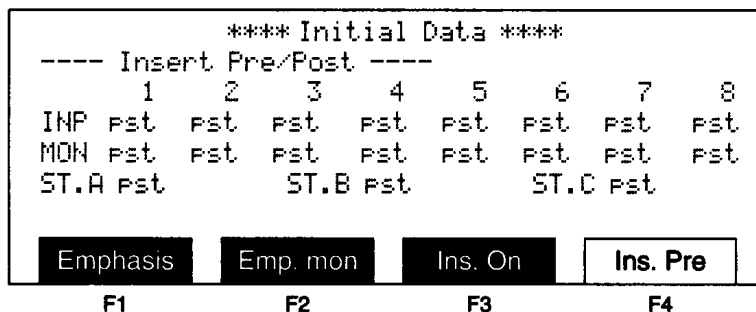 **** Initial Data ****
---- Insert Pre/Post ----
1 2 3 4 5 6 7 8
INP pst pst pst pst pst pst pst pst
MON pst pst pst pst pst pst pst pst
ST.A pst ST.B pst ST.C pst
Emphasis Emp. mon Ins. On Ins. Pre
F1 F2 F3 F4